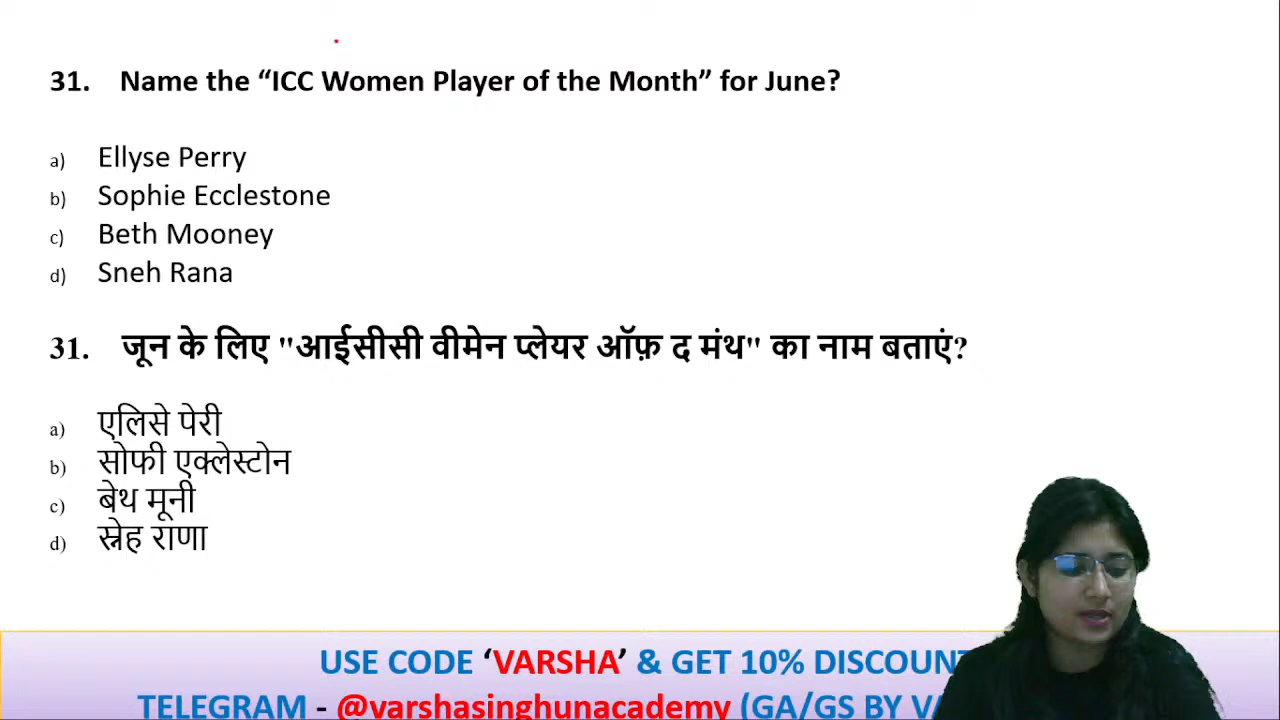 31. Name the “ICC Women Player of the Month” for June?
a) Ellyse Perry
b) Sophie Ecclestone
c) Beth Mooney
d) Sneh Rana
31. जून के लिए "आईसीसी वीमेन प्लेयर ऑफ़ द मंथ" का नाम बताएं?
a) एलिसे पेरी
b) सोफी एक्लेस्टोन
c) बेथ मूनी
d) स्नेह राणा
USE CODE ‘VARSHA’ & GET 10% DISCOUNT
TELEGRAM - @varshasinghunacademy (GA/GS BY